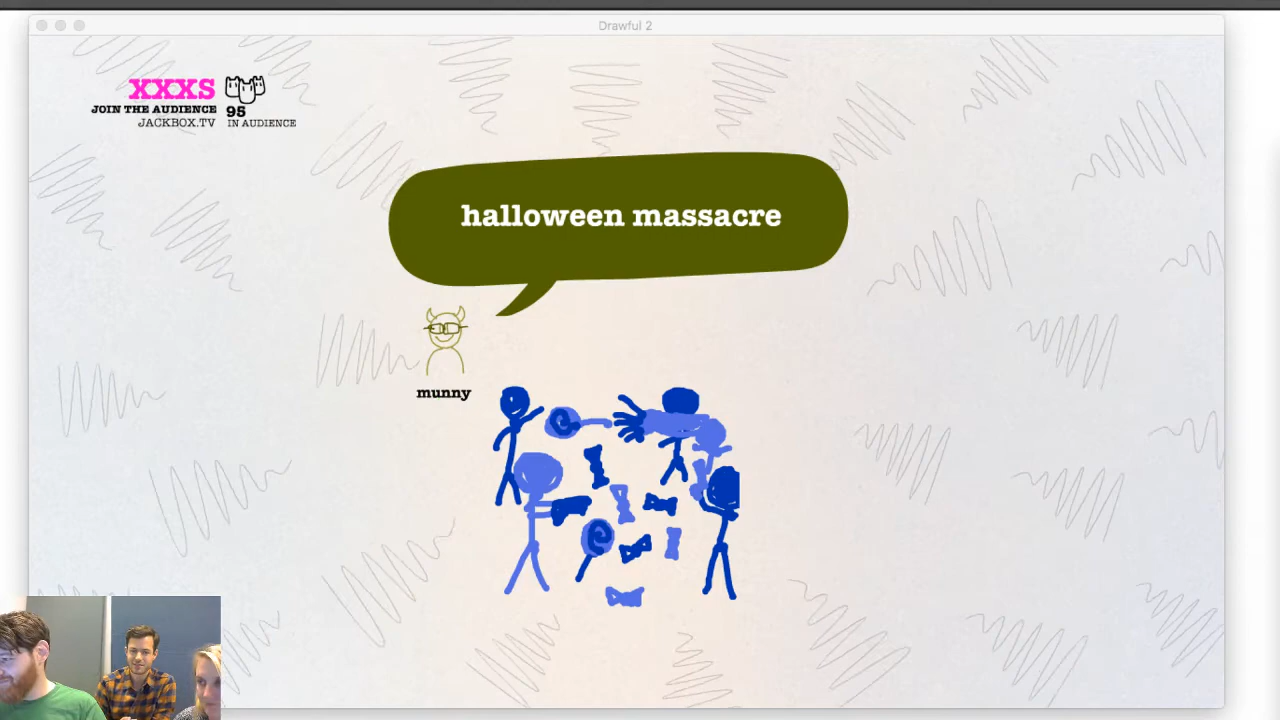 Drawful 2
XXXS
JOIN THE AUDIENCE
JACKBOX.TV
95
IN AUDIENCE
halloween massacre
munny